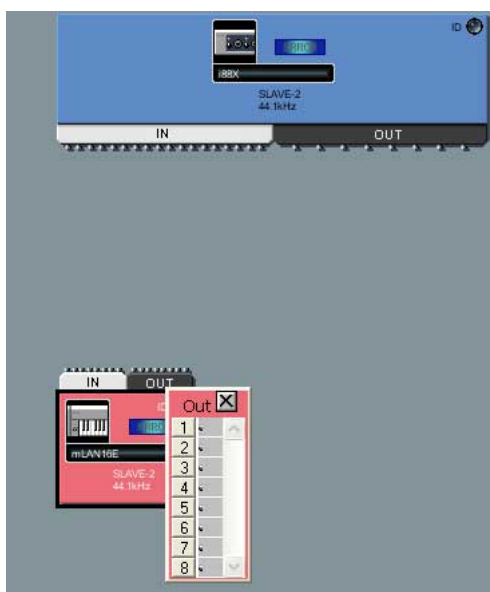 ID
i88X
SLAVE-2
44.1kHz
IN OUT
IN OUT
mLAN16E
SLAVE-2
44.1kHz
Out
1
2
3
4
5
6
7
8